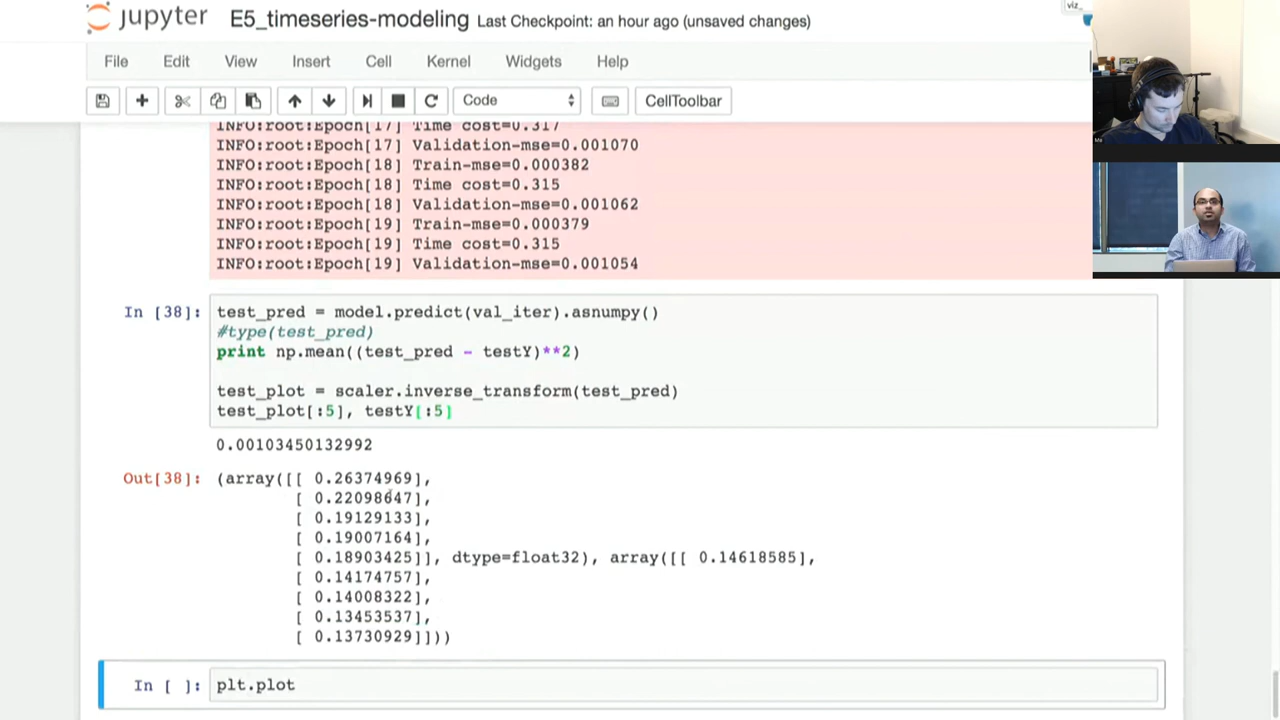 viz_
jupyter E5_timeseries-modeling Last Checkpoint: an hour ago (unsaved changes)
File Edit View Insert Cell Kernel Widgets Help
Code CellToolbar
INFO:root:Epoch[17] Time cost=0.317
INFO:root:Epoch[17] Validation-mse=0.001070
INFO:root:Epoch[18] Train-mse=0.000382
INFO:root:Epoch[18] Time cost=0.315
INFO:root:Epoch[18] Validation-mse=0.001062
INFO:root:Epoch[19] Train-mse=0.000379
INFO:root:Epoch[19] Time cost=0.315
INFO:root:Epoch[19] Validation-mse=0.001054
In [38]: test_pred = model.predict(val_iter).asnumpy()
#type(test_pred)
print np.mean((test_pred - testY)**2)
test_plot = scaler.inverse_transform(test_pred)
test_plot[:5], testY[:5]
0.00103450132992
Out[38]: (array([[ 0.26374969],
[ 0.22098647],
[ 0.19129133],
[ 0.19007164],
[ 0.18903425]], dtype=float32), array([[ 0.14618585],
[ 0.14174757],
[ 0.14008322],
[ 0.13453537],
[ 0.13730929]]))
In [ ]: plt.plot